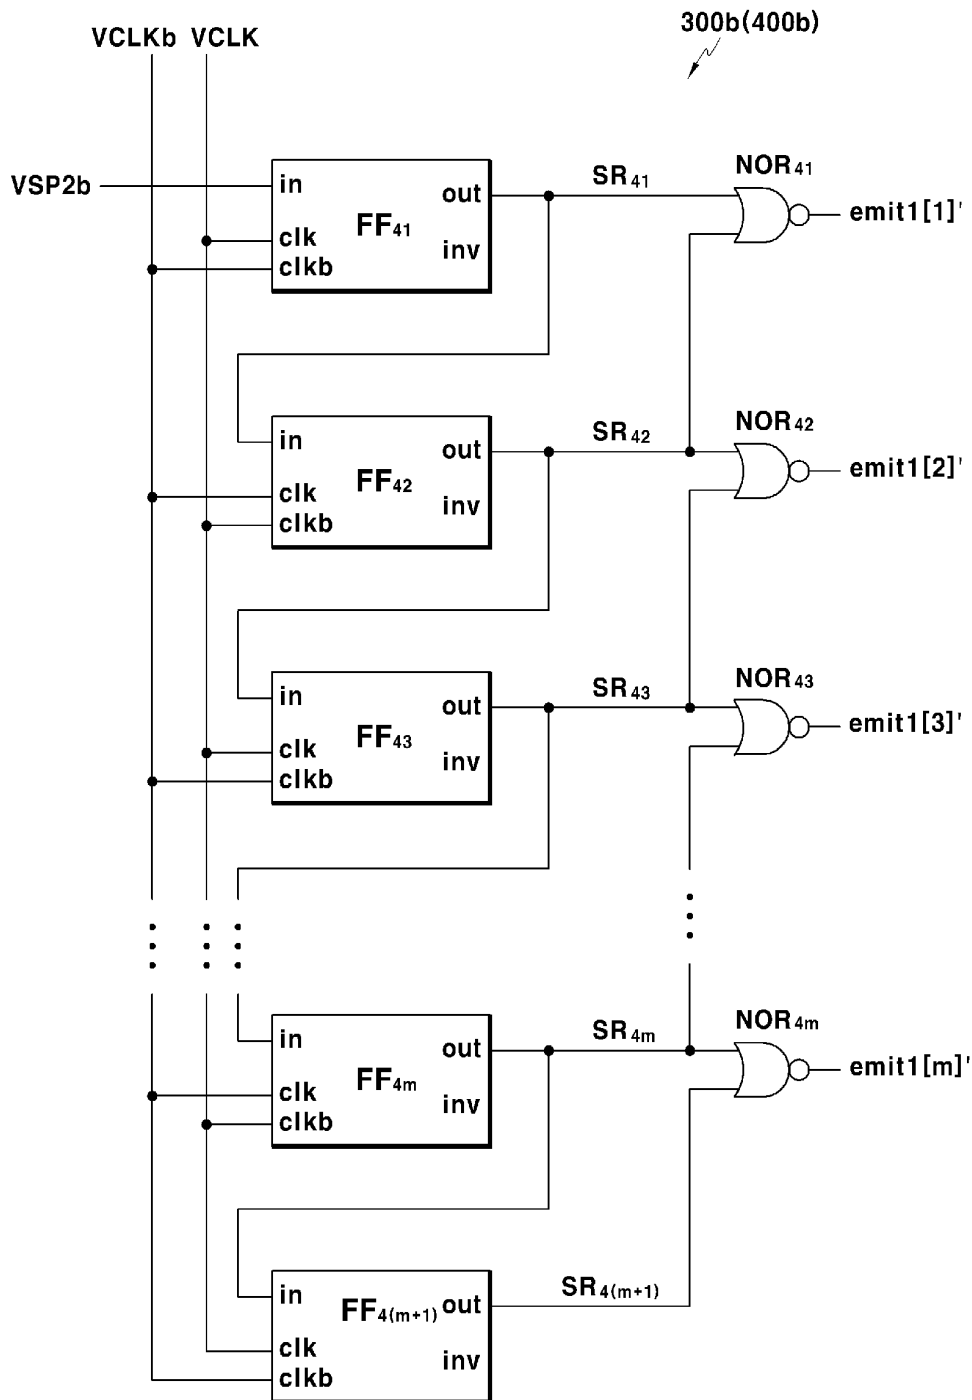 VCLKb VCLK
300b(400b)
VSP2b
in
out
FF41
clk
inv
clkb
SR41
NOR41
emit1[1]'
in
out
FF42
clk
inv
clkb
SR42
NOR42
emit1[2]'
in
out
FF43
clk
inv
clkb
SR43
NOR43
emit1[3]'
in
out
FF4m
clk
inv
clkb
SR4m
NOR4m
emit1[m]'
in
out
FF4(m+1)
clk
inv
clkb
SR4(m+1)